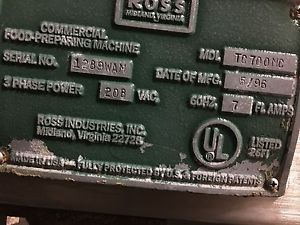 ROSS
MIDLAND, VIRGINIA
COMMERCIAL
FOOD-PREPARING MACHINE
MDL TC700MC
SERIAL NO. 1289WAM
DATE OF MFG. 5/96
3 PHASE POWER 208 VAC.
60HZ. 7 FL AMPS
ROSS INDUSTRIES, INC.
Midland, Virginia 22728
UL
LISTED
MADE IN U.S.A. FULLY PROTECTED BY U.S. & FOREIGN PATENTS